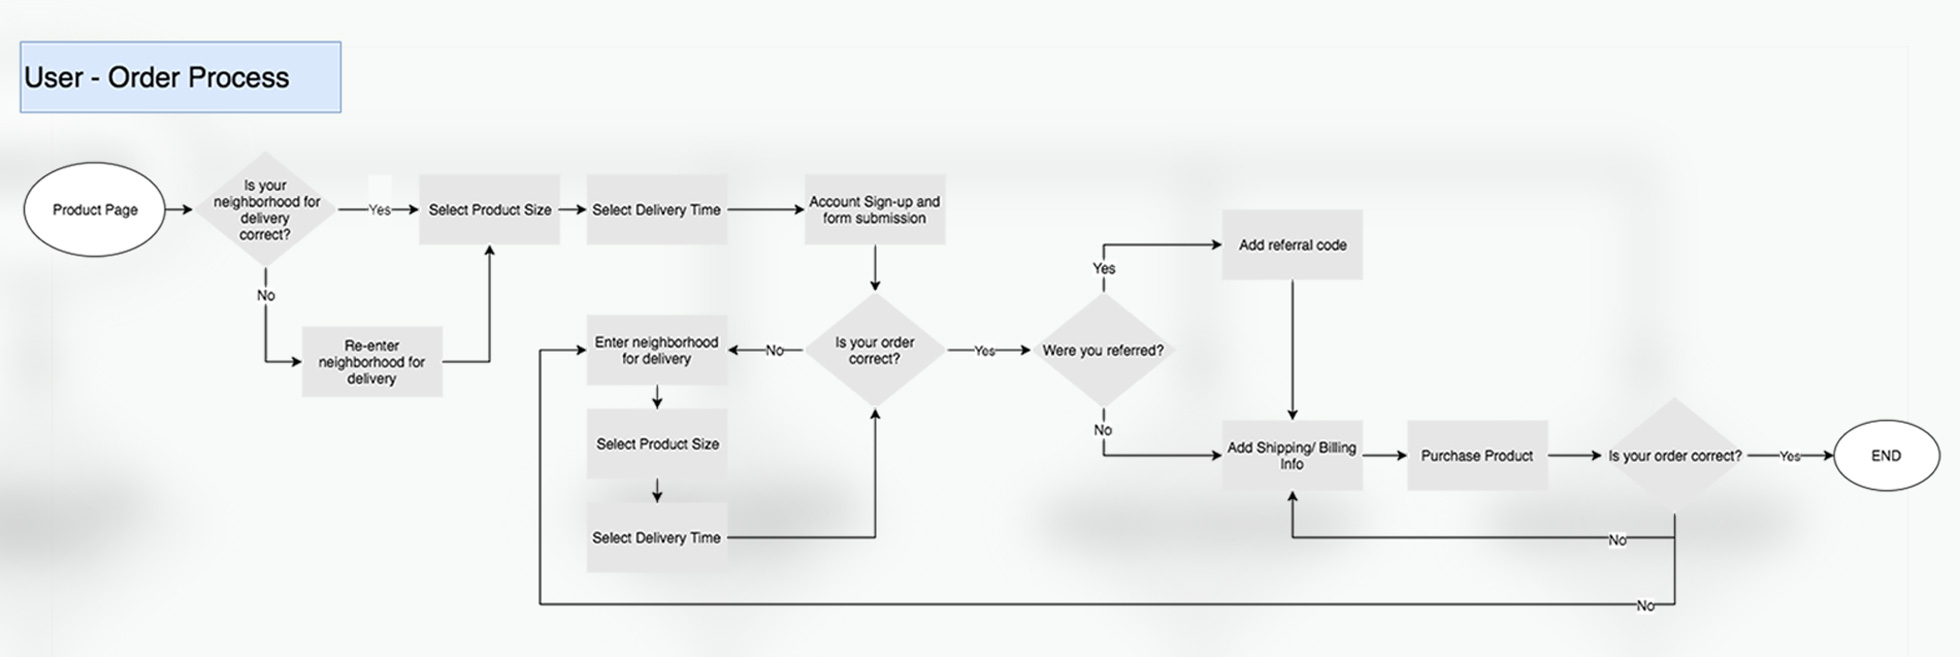 User - Order Process
Product Page
Is your
neighborhood for
delivery
correct?
Yes
Select Product Size
Select Delivery Time
Account Sign-up and
form submission
No
Re-enter
neighborhood for
delivery
Enter neighborhood
for delivery
No
Is your order
correct?
Yes
Were you referred?
Yes
Add referral code
No
Select Product Size
Select Delivery Time
Add Shipping/ Billing
Info
Purchase Product
Is your order correct?
Yes
END
No
No